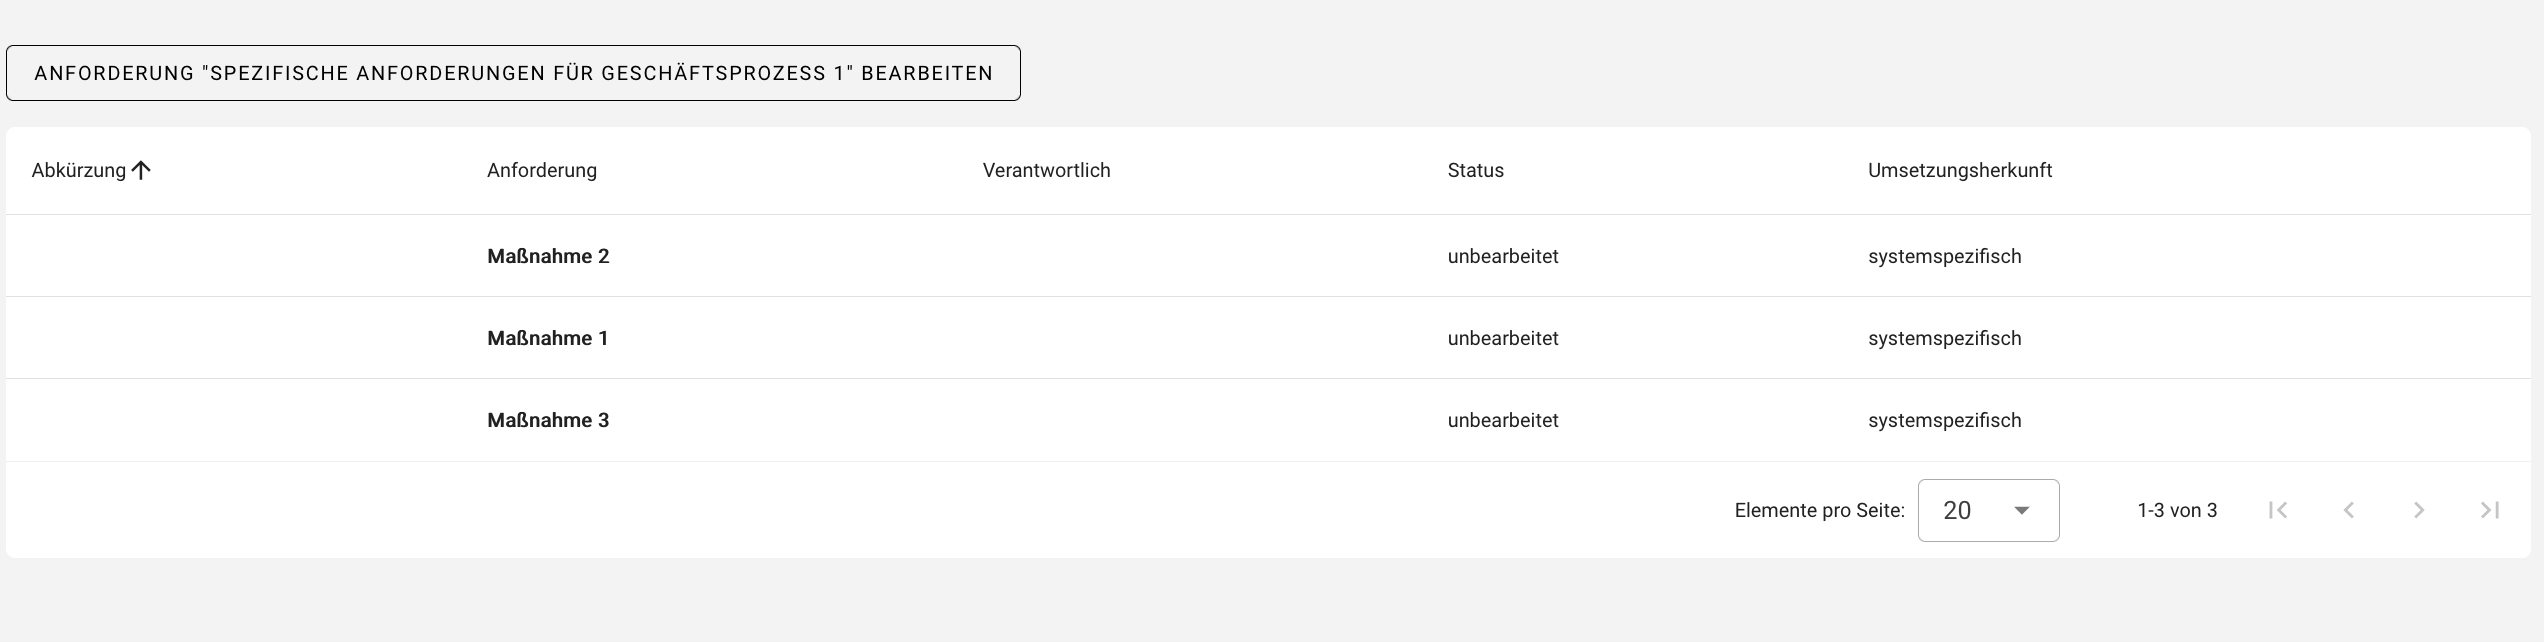 ANFORDERUNG "SPEZIFISCHE ANFORDERUNGEN FÜR GESCHÄFTSPROZESS 1" BEARBEITEN
Abkürzung Anforderung Verantwortlich Status Umsetzungsherkunft
Maßnahme 2 unbearbeitet systemspezifisch
Maßnahme 1 unbearbeitet systemspezifisch
Maßnahme 3 unbearbeitet systemspezifisch
Elemente pro Seite: 20 1-3 von 3